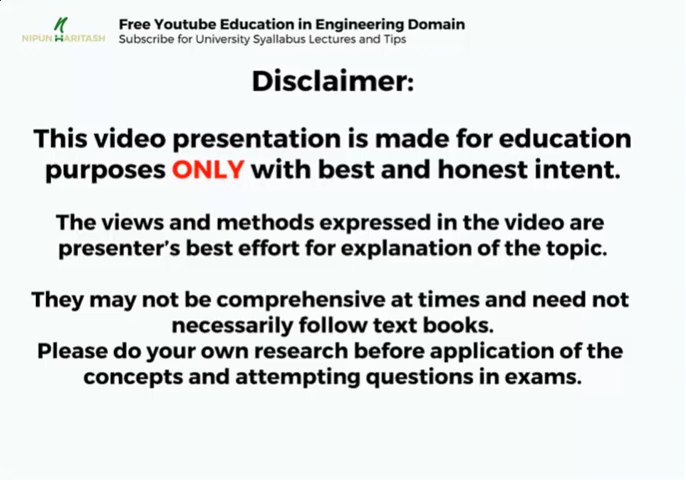 Free Youtube Education in Engineering Domain
NIPUN HARITASH
Subscribe for University Syallabus Lectures and Tips
Disclaimer:
This video presentation is made for education
purposes ONLY with best and honest intent.
The views and methods expressed in the video are
presenter's best effort for explanation of the topic.
They may not be comprehensive at times and need not
necessarily follow text books.
Please do your own research before application of the
concepts and attempting questions in exams.